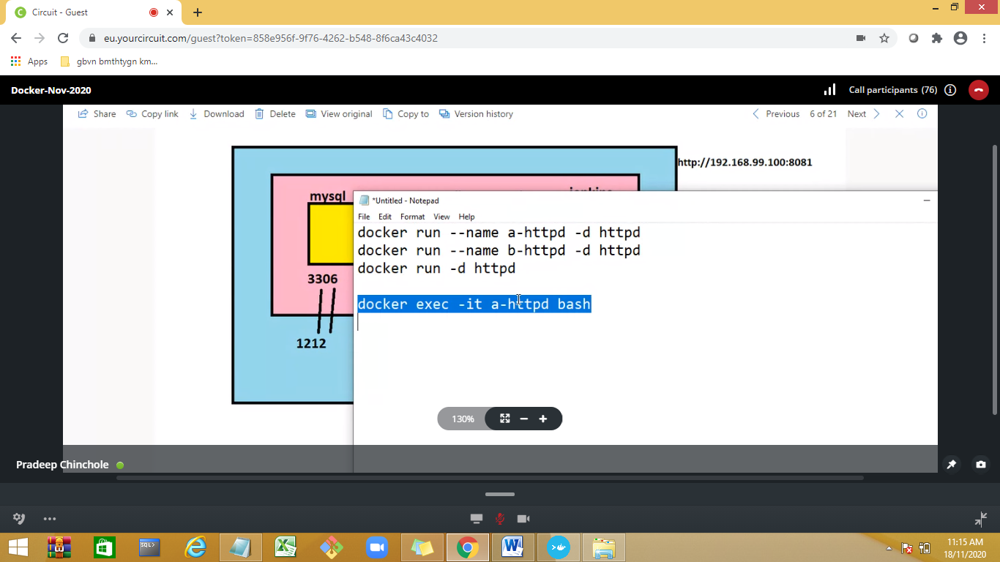 Circuit - Guest
eu.yourcircuit.com/guest?token=858e956f-9f76-4262-b548-8f6ca43c4032
Apps gbvn bmthtygn km...
Docker-Nov-2020 Call participants (76)
Share Copy link Download Delete View original Copy to Version history Previous 6 of 21 Next
http://192.168.99.100:8081
mysql
*Untitled - Notepad
File Edit Format View Help
docker run --name a-httpd -d httpd
docker run --name b-httpd -d httpd
docker run -d httpd
3306
docker exec -it a-httpd bash
1212
130%
Pradeep Chinchole
SQL>
11:15 AM
18/11/2020